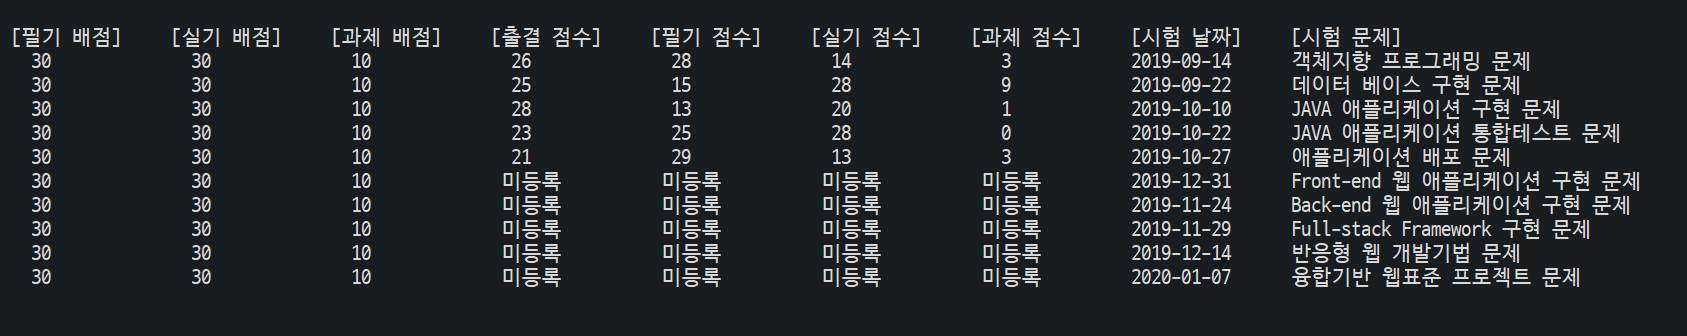 [필기 배점] [실기 배점] [과제 배점] [출결 점수] [필기 점수] [실기 점수] [과제 점수] [시험 날짜] [시험 문제]
30 30 10 26 28 14 3 2019-09-14 객체지향 프로그래밍 문제
30 30 10 25 15 28 9 2019-09-22 데이터 베이스 구현 문제
30 30 10 28 13 20 1 2019-10-10 JAVA 애플리케이션 구현 문제
30 30 10 23 25 28 0 2019-10-22 JAVA 애플리케이션 통합테스트 문제
30 30 10 21 29 13 3 2019-10-27 애플리케이션 배포 문제
30 30 10 미등록 미등록 미등록 미등록 2019-12-31 Front-end 웹 애플리케이션 구현 문제
30 30 10 미등록 미등록 미등록 미등록 2019-11-24 Back-end 웹 애플리케이션 구현 문제
30 30 10 미등록 미등록 미등록 미등록 2019-11-29 Full-stack Framework 구현 문제
30 30 10 미등록 미등록 미등록 미등록 2019-12-14 반응형 웹 개발기법 문제
30 30 10 미등록 미등록 미등록 미등록 2020-01-07 융합기반 웹표준 프로젝트 문제